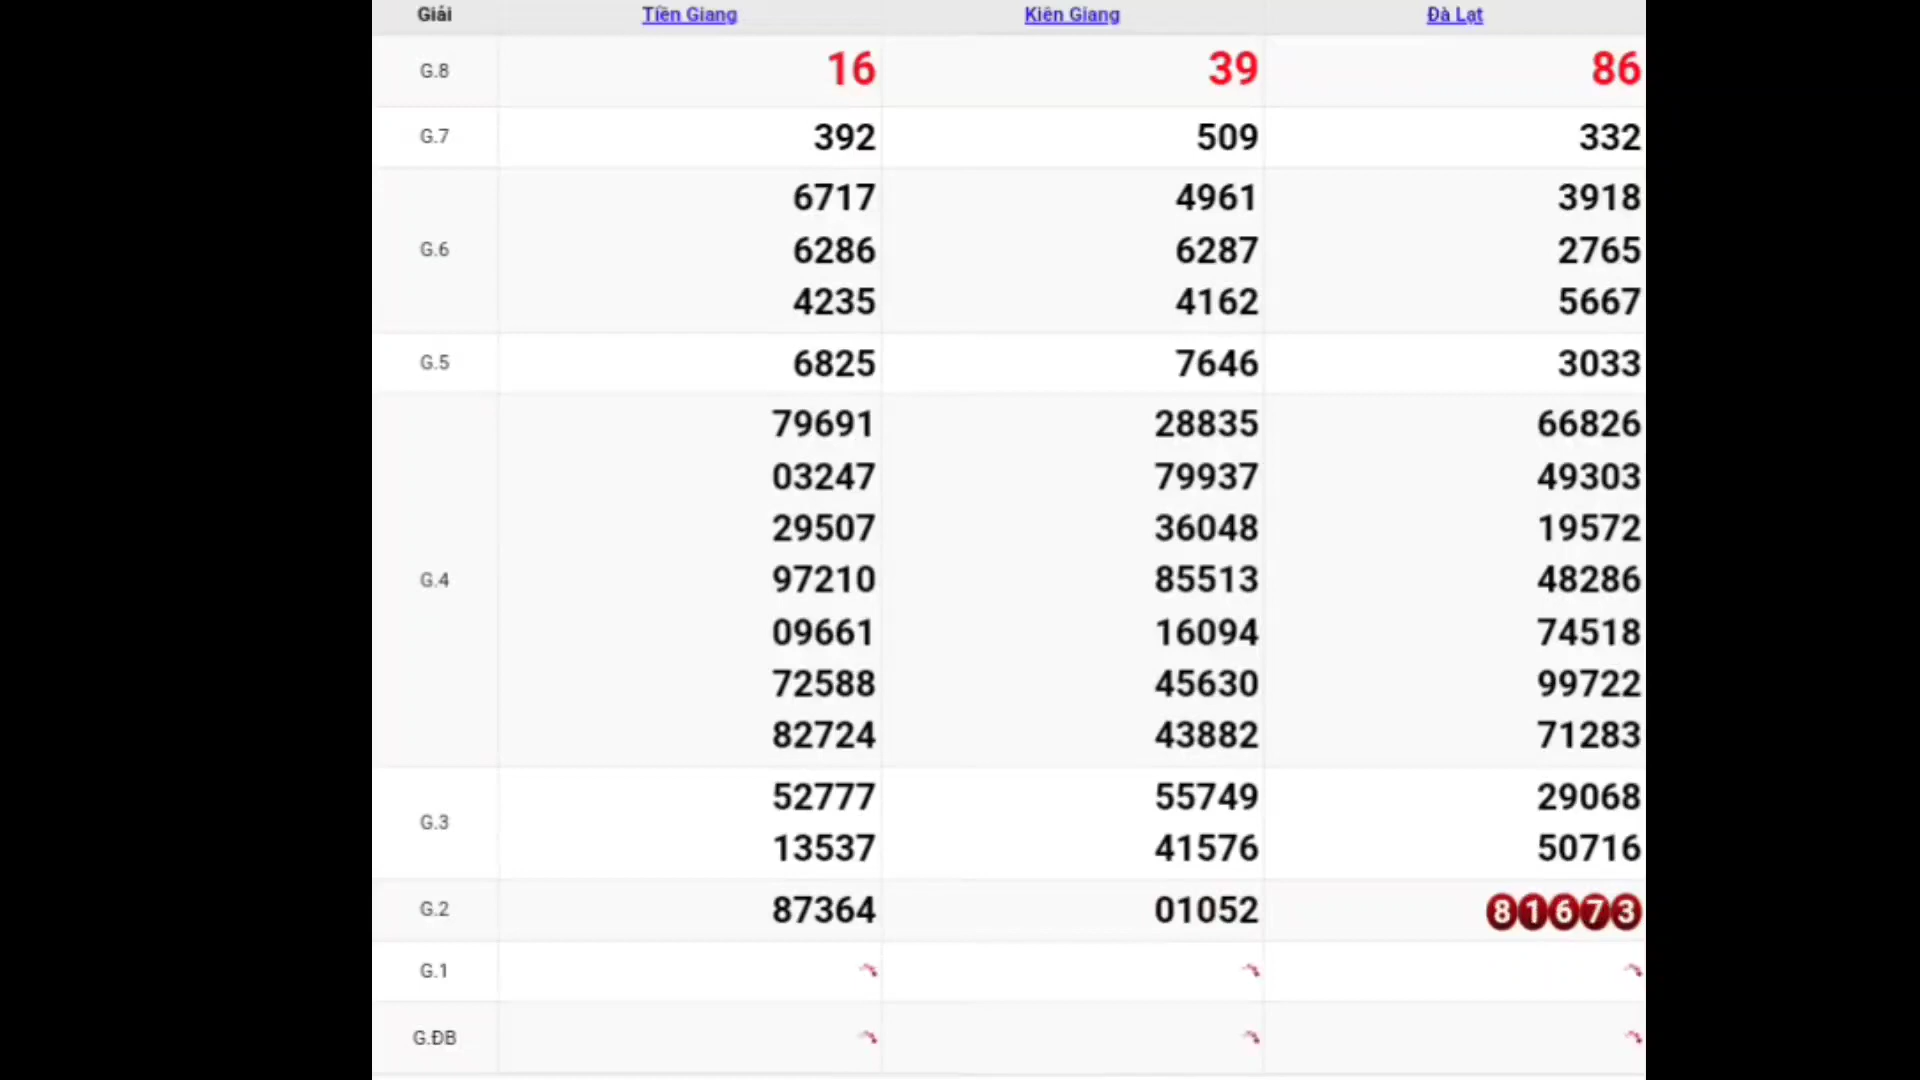 Giải Tiền Giang Kiên Giang Đà Lạt
G.8 16 39 86
G.7 392 509 332
6717 4961 3918
G.6 6286 6287 2765
4235 4162 5667
G.5 6825 7646 3033
79691 28835 66826
03247 79937 49303
29507 36048 19572
G.4 97210 85513 48286
09661 16094 74518
72588 45630 99722
82724 43882 71283
G.3
52777 55749 29068
13537 41576 50716
G.2 87364 01052 81673
G.1
G.ĐB